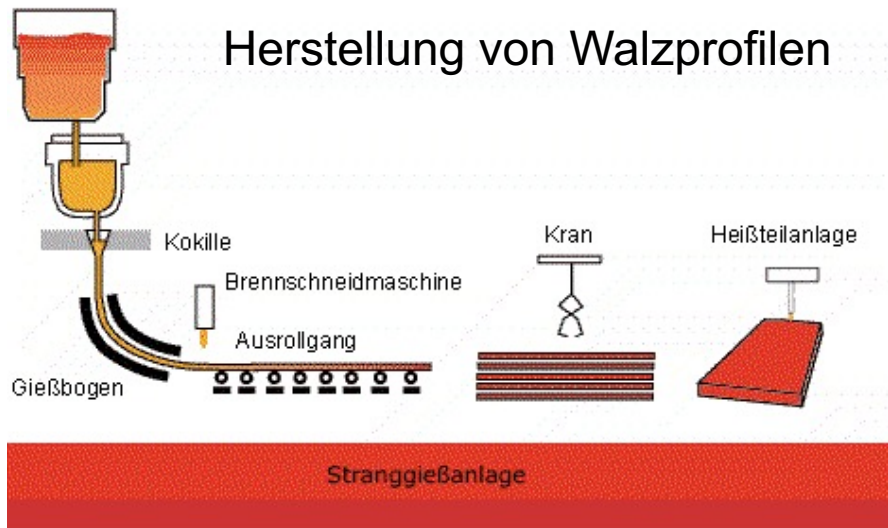 Herstellung von Walzprofilen
Kokille
Kran
Heißteilanlage
Brennschneidmaschine
Ausrollgang
Gießbogen
Stranggießanlage